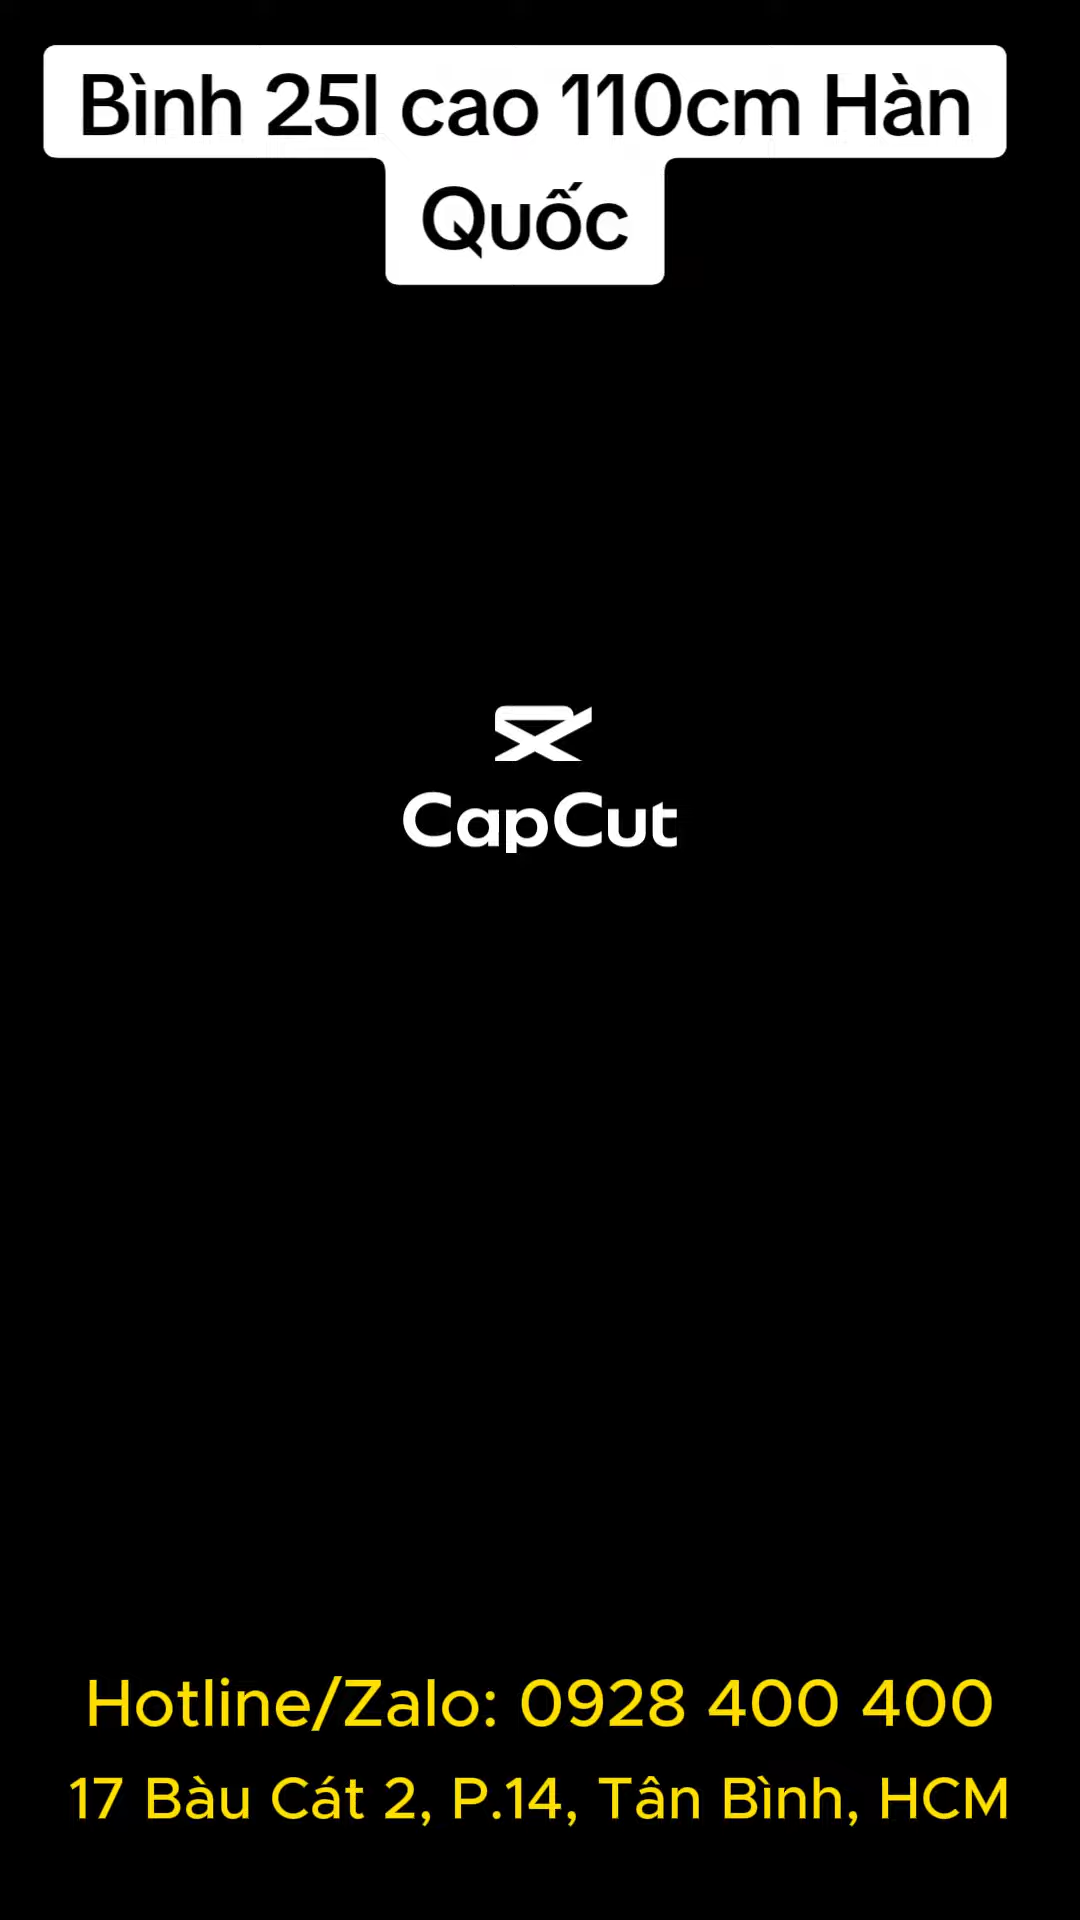 Bình 25l cao 110cm Hàn
Quốc
CapCut
Hotline/Zalo: 0928 400 400
17 Bàu Cát 2, P.14, Tân Bình, HCM